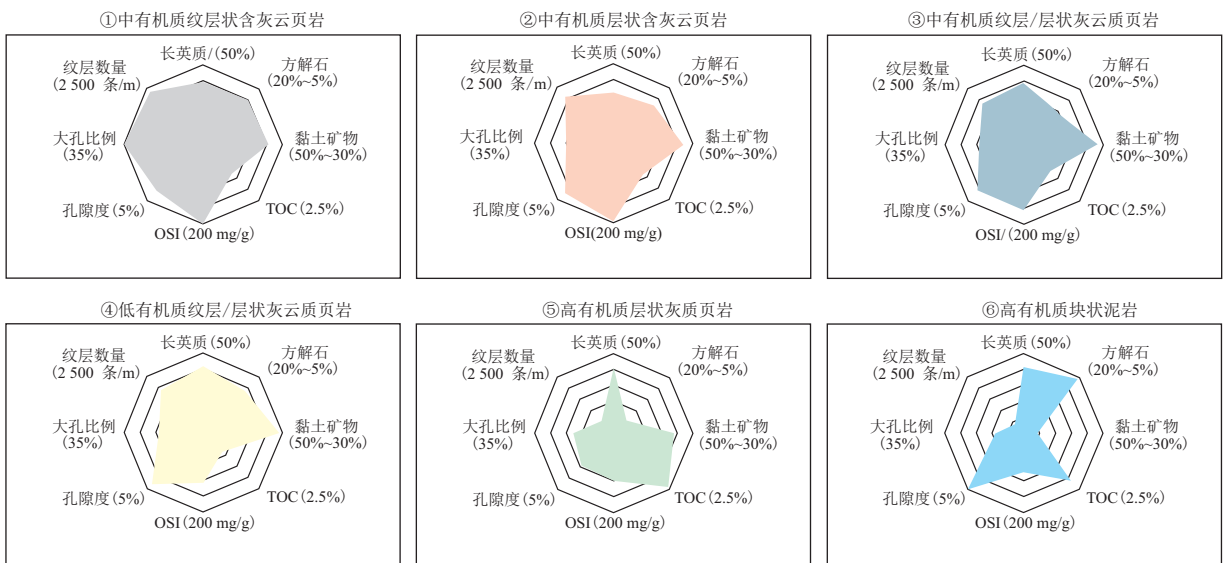 ①中有机质纹层状含灰云页岩
长英质/(50%)
纹层数量
(2 500 条/m)
方解石
(20%~5%)
大孔比例
(35%)
黏土矿物
(50%~30%)
孔隙度(5%)
TOC(2.5%)
OSI(200 mg/g)
②中有机质层状含灰云页岩
长英质(50%)
纹层数量
(2 500 条/m)
方解石
(20%~5%)
大孔比例
(35%)
黏土矿物
(50%~30%)
孔隙度(5%)
TOC(2.5%)
OSI(200 mg/g)
③中有机质纹层/层状灰云质页岩
长英质(50%)
纹层数量
(2 500 条/m)
方解石
(20%~5%)
大孔比例
(35%)
黏土矿物
(50%~30%)
孔隙度(5%)
TOC(2.5%)
OSI/(200 mg/g)
④低有机质纹层/层状灰云质页岩
长英质(50%)
纹层数量
(2 500 条/m)
方解石
(20%~5%)
大孔比例
(35%)
黏土矿物
(50%~30%)
孔隙度(5%)
TOC(2.5%)
OSI(200 mg/g)
⑤高有机质层状灰质页岩
长英质(50%)
纹层数量
(2 500 条/m)
方解石
(20%~5%)
大孔比例
(35%)
黏土矿物
(50%~30%)
孔隙度(5%)
TOC(2.5%)
OSI(200 mg/g)
⑥高有机质块状泥岩
长英质(50%)
纹层数量
(2 500 条/m)
方解石
(20%~5%)
大孔比例
(35%)
黏土矿物
(50%~30%)
孔隙度(5%)
TOC(2.5%)
OSI(200 mg/g)